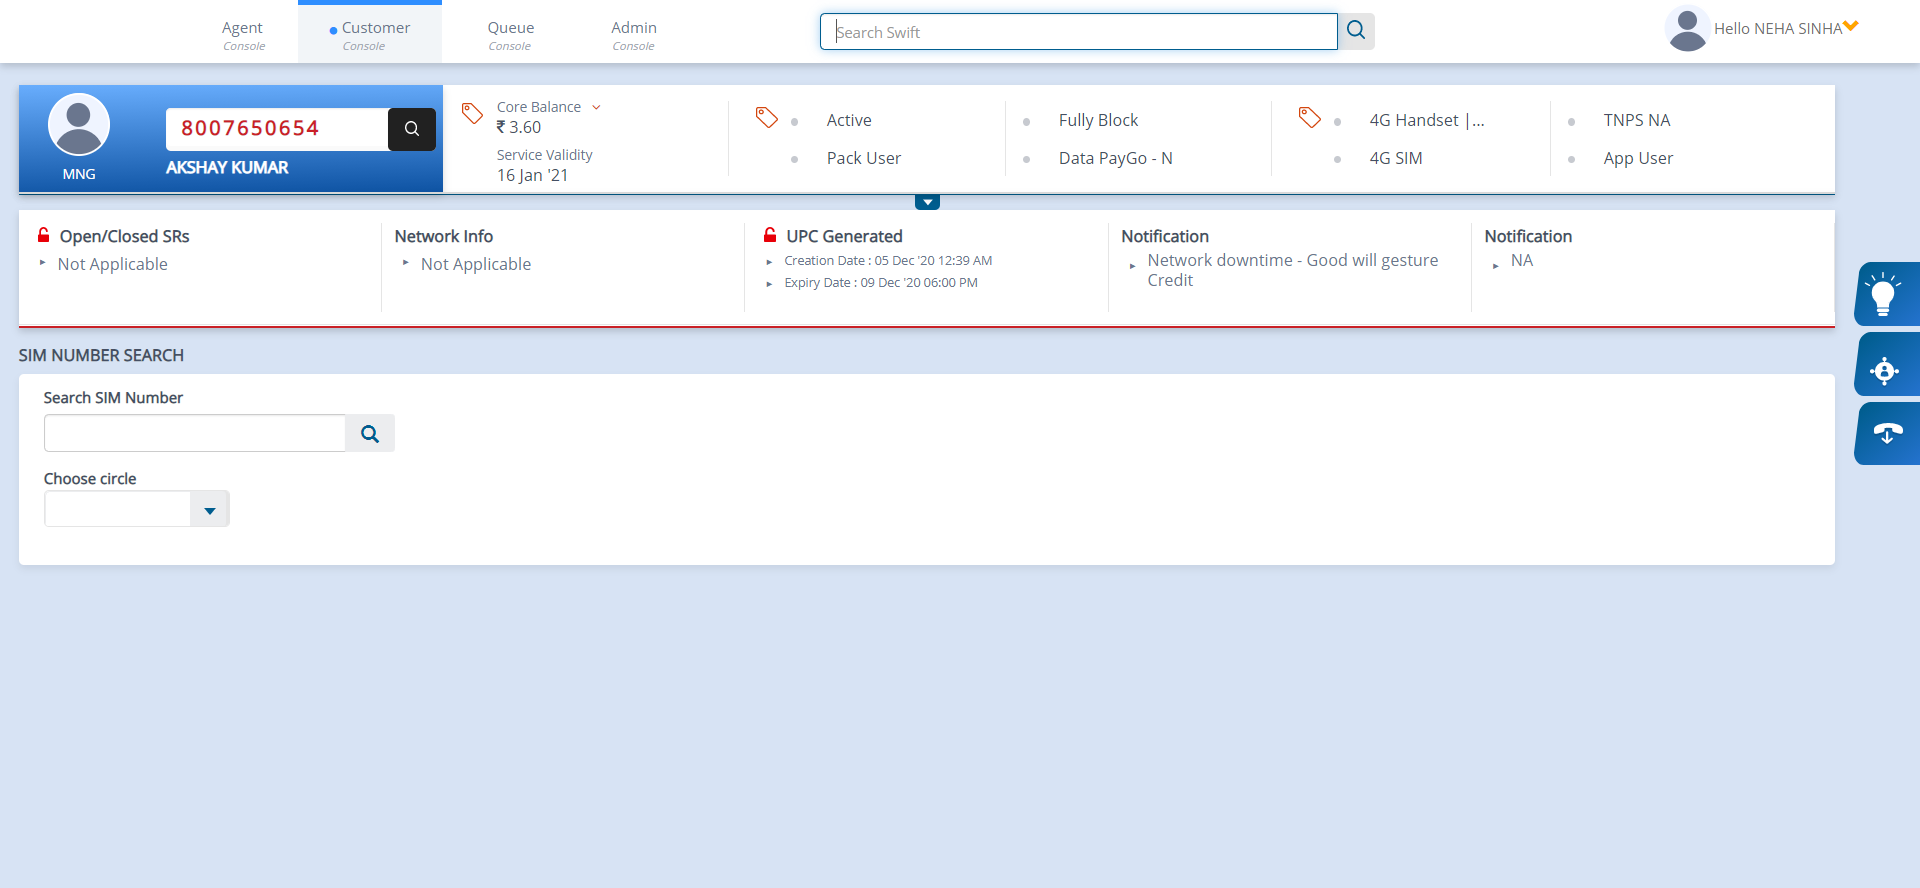 Agent
Console
Customer
Console
Queue
Console
Admin
Console
Search Swift
Hello NEHA SINHA
8007650654
AKSHAY KUMAR
MNG
Core Balance
₹ 3.60
Service Validity
16 Jan '21
Active
Pack User
Fully Block
Data PayGo - N
4G Handset |...
4G SIM
TNPS NA
App User
Open/Closed SRs
Not Applicable
Network Info
Not Applicable
UPC Generated
Creation Date : 05 Dec '20 12:39 AM
Expiry Date : 09 Dec '20 06:00 PM
Notification
Network downtime - Good will gesture
Credit
Notification
NA
SIM NUMBER SEARCH
Search SIM Number
Choose circle